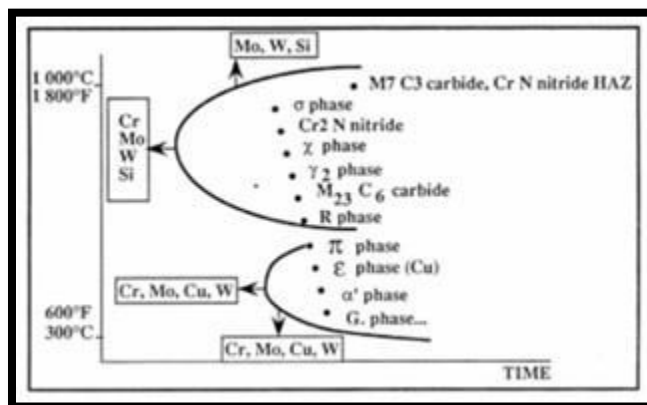 Mo, W, Si
1 000°C
1 800°F
M7 C3 carbide, Cr N nitride HAZ
σ phase
Cr2 N nitride
χ phase
γ2 phase
M23 C6 carbide
R phase
Cr
Mo
W
Si
π phase
ε phase (Cu)
α' phase
G. phase...
Cr, Mo, Cu, W
600°F
300°C
Cr, Mo, Cu, W
TIME